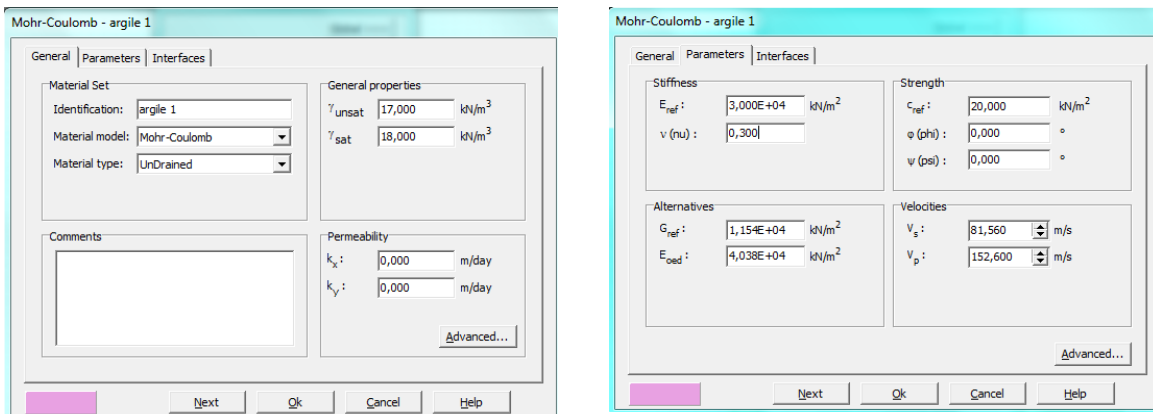 Mohr-Coulomb - argile 1
General Parameters Interfaces
Material Set
Identification: argile 1
Material model: Mohr-Coulomb
Material type: UnDrained
General properties
γunsat 17,000 kN/m³
γsat 18,000 kN/m³
Comments
Permeability
kx: 0,000 m/day
ky: 0,000 m/day
Advanced...
Next Ok Cancel Help
Mohr-Coulomb - argile 1
General Parameters Interfaces
Stiffness
Eref: 3,000E+04 kN/m²
ν (nu) : 0,300
Strength
cref: 20,000 kN/m²
φ (phi) : 0,000 °
ψ (psi) : 0,000 °
Alternatives
Gref: 1,154E+04 kN/m²
Eoed: 4,038E+04 kN/m²
Velocities
Vs: 81,560 m/s
Vp: 152,600 m/s
Advanced...
Next Ok Cancel Help